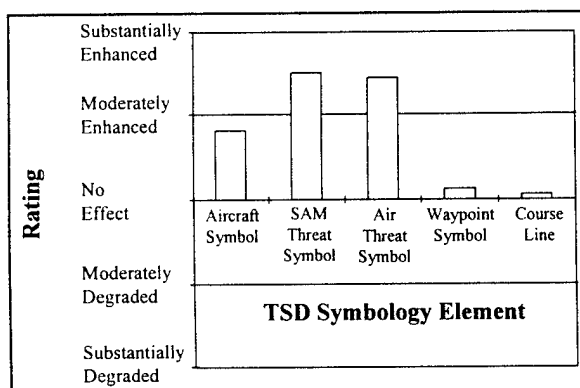 Substantially
Enhanced
Moderately
Enhanced
No
Effect
Moderately
Degraded
Substantially
Degraded
Rating
Aircraft
Symbol
SAM
Threat
Symbol
Air
Threat
Symbol
Waypoint
Symbol
Course
Line
TSD Symbology Element